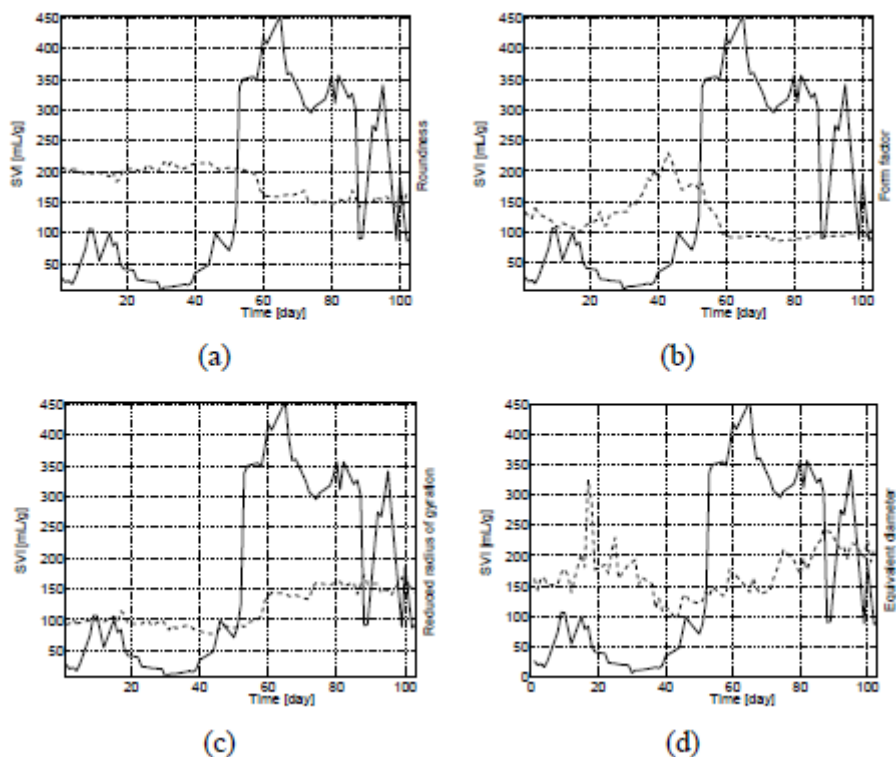 450
400
350
300
250
200
150
100
50
SVI [mL/g]
20 40 60 80 100
Time [day]
Roundness
(a)
450
400
350
300
250
200
150
100
50
SVI [mL/g]
20 40 60 80 100
Time [day]
Form factor
(b)
450
400
350
300
250
200
150
100
50
SVI [mL/g]
20 40 60 80 100
Time [day]
Reduced radius of gyration
(c)
450
400
350
300
250
200
150
100
50
0
SVI [mL/g]
0 20 40 60 80 100
Time [day]
Equivalent diameter
(d)